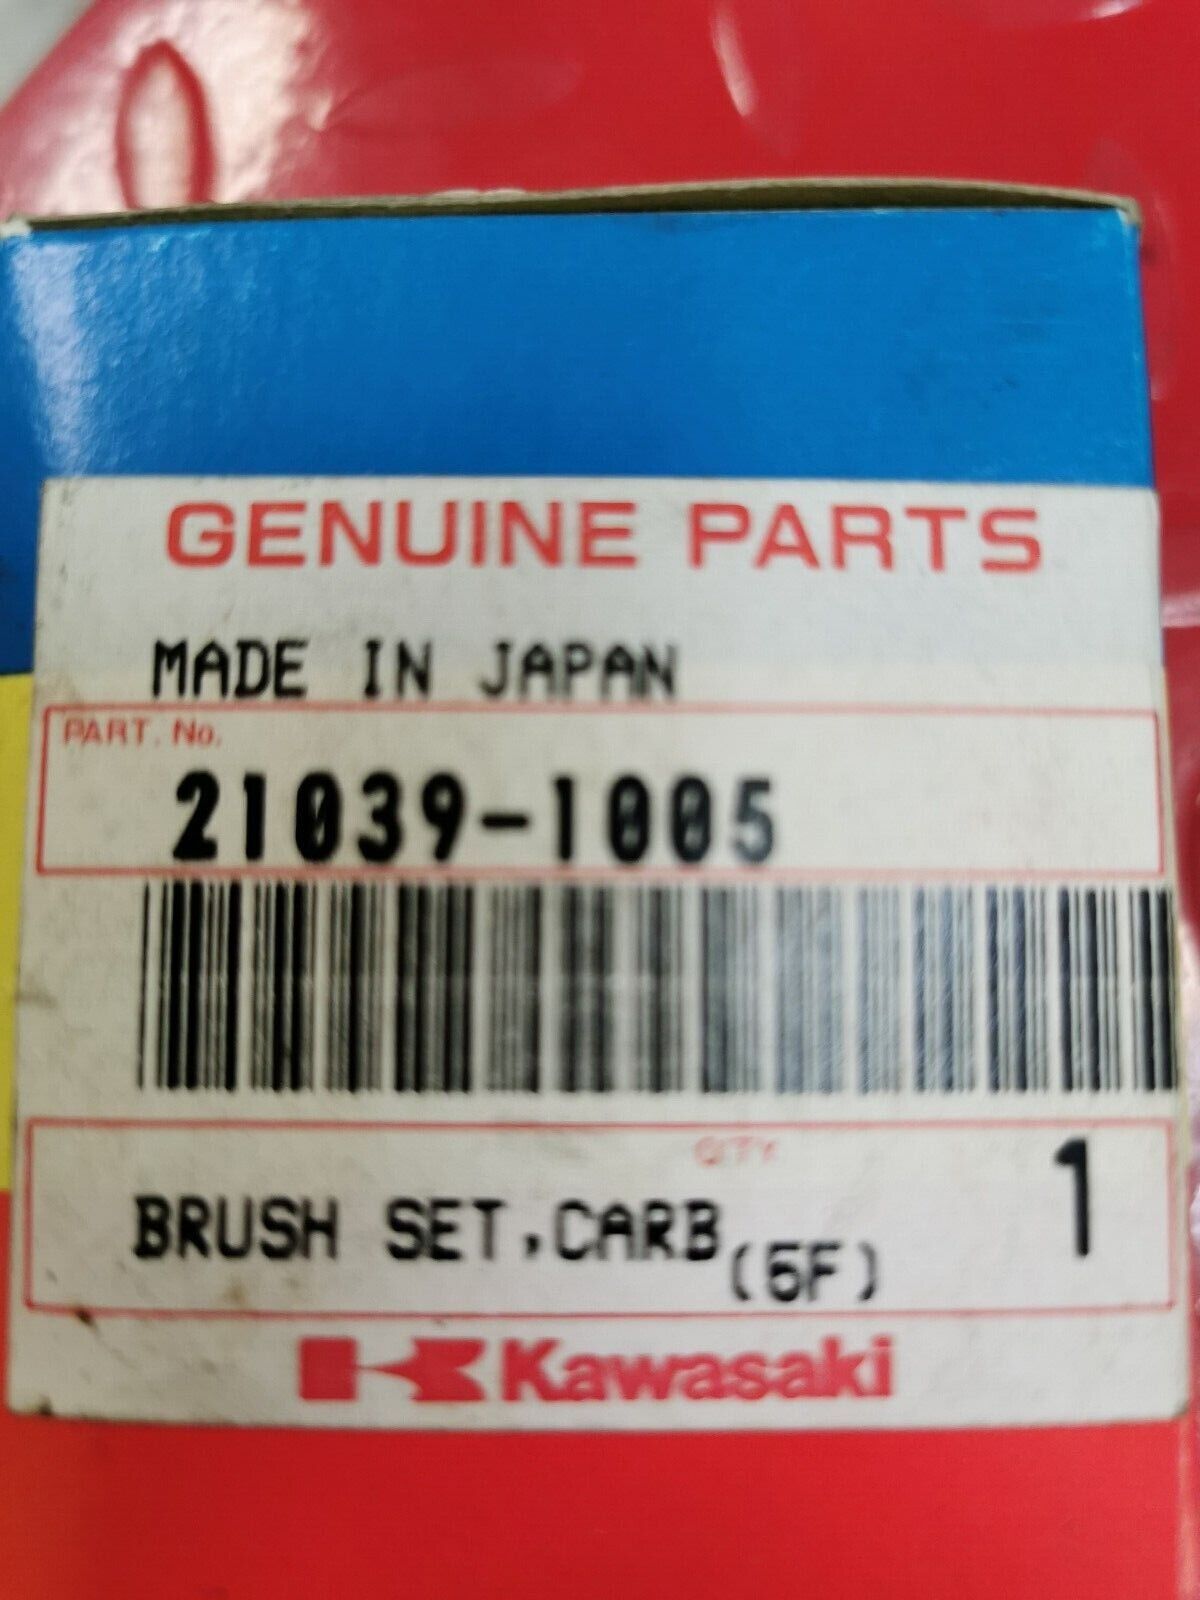 GENUINE PARTS
MADE IN JAPAN
PART. No.
21039-1005
QTY 1
BRUSH SET,CARB (5F)
Kawasaki